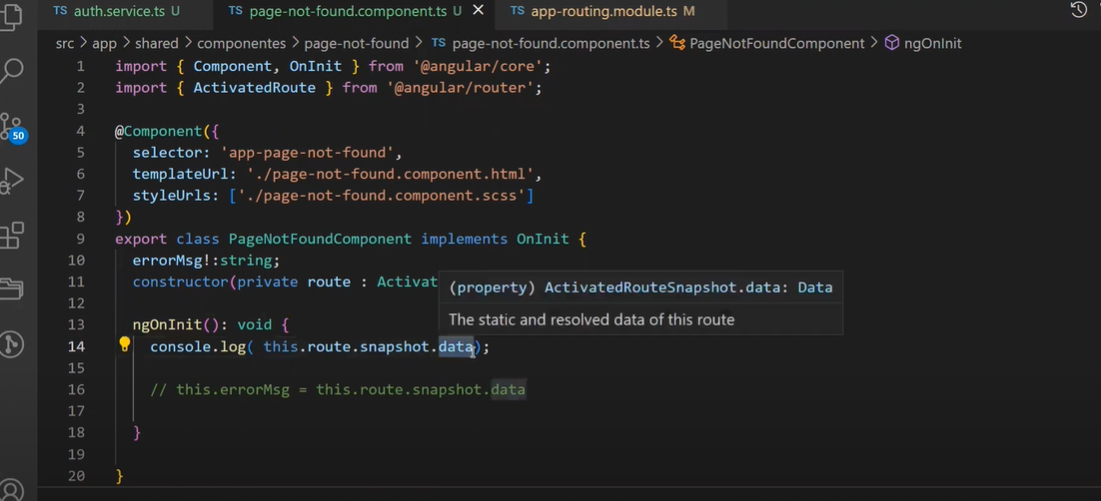 TS auth.service.ts U
TS page-not-found.component.ts U
TS app-routing.module.ts M
src > app > shared > componentes > page-not-found > TS page-not-found.component.ts > PageNotFoundComponent > ngOnInit
1 import { Component, OnInit } from '@angular/core';
2 import { ActivatedRoute } from '@angular/router';
3
4 @Component({
5 selector: 'app-page-not-found',
6 templateUrl: './page-not-found.component.html',
7 styleUrls: ['./page-not-found.component.scss']
8 })
9 export class PageNotFoundComponent implements OnInit {
10 errorMsg!:string;
11 constructor(private route : Activat
(property) ActivatedRouteSnapshot.data: Data
12
The static and resolved data of this route
13 ngOnInit(): void {
14 console.log( this.route.snapshot.data);
15
16 // this.errorMsg = this.route.snapshot.data
17
18 }
19
20 }
50